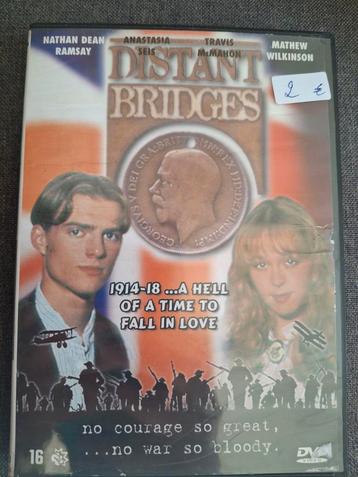 NATHAN DEAN RAMSAY
ANASTASIA SEIS
TRAVIS McMAHON
MATHEW WILKINSON
DISTANT
BRIDGES
2 €
1914-18 ...A HELL
OF A TIME TO
FALL IN LOVE
no courage so great,
...no war so bloody.
16
DVD
VIDEO